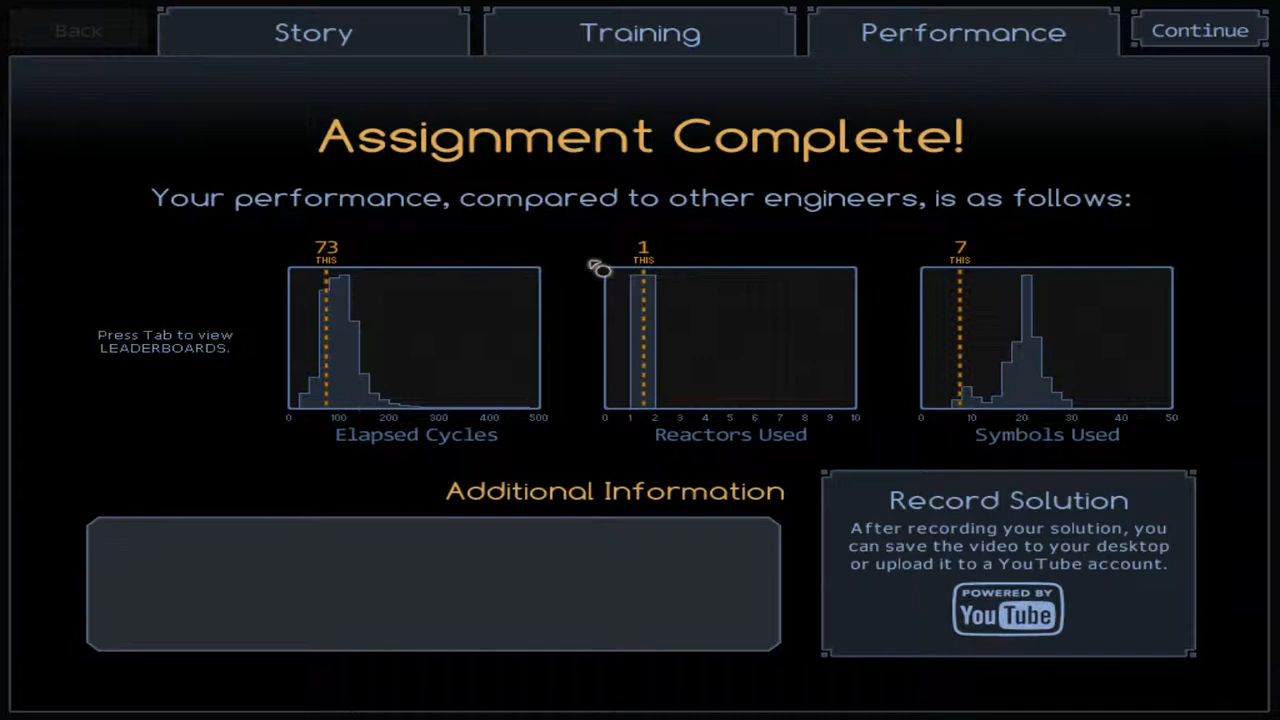 Back
Story
Training
Performance
Continue
Assignment Complete!
Your performance, compared to other engineers, is as follows:
73
THIS
1
THIS
7
THIS
Press Tab to view
LEADERBOARDS.
0 100 200 300 400 500
0 1 2 3 4 5 6 7 8 9 10
0 10 20 30 40 50
Elapsed Cycles
Reactors Used
Symbols Used
Additional Information
Record Solution
After recording your solution, you
can save the video to your desktop
or upload it to a YouTube account.
POWERED BY
YouTube